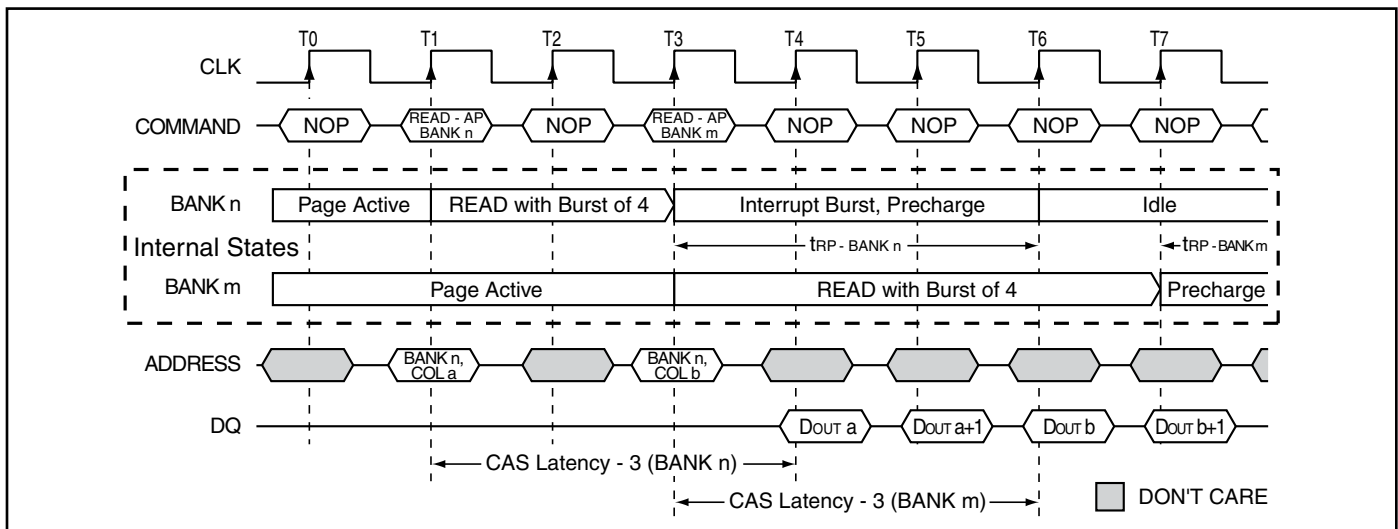 T0 T1 T2 T3 T4 T5 T6 T7
CLK
COMMAND NOP READ - AP BANK n NOP READ - AP BANK m NOP NOP NOP NOP
BANK n Page Active READ with Burst of 4 Interrupt Burst, Precharge Idle
Internal States tRP - BANK n tRP - BANK m
BANK m Page Active READ with Burst of 4 Precharge
ADDRESS BANK n, COL a BANK n, COL b
DQ DOUT a DOUT a+1 DOUT b DOUT b+1
CAS Latency - 3 (BANK n)
CAS Latency - 3 (BANK m) DON'T CARE